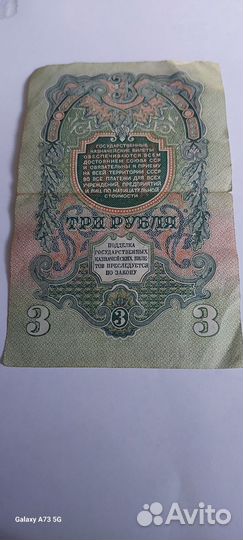 3
ГОСУДАРСТВЕННЫЕ
КАЗНАЧЕЙСКИЕ БИЛЕТЫ
ОБЕСПЕЧИВАЮТСЯ ВСЕМ
ДОСТОЯНИЕМ СОЮЗА ССР
И ОБЯЗАТЕЛЬНЫ К ПРИЕМУ
НА ВСЕЙ ТЕРРИТОРИИ СССР
ВО ВСЕ ПЛАТЕЖИ ДЛЯ ВСЕХ
УЧРЕЖДЕНИЙ, ПРЕДПРИЯТИЙ
И ЛИЦ ПО НАРИЦАТЕЛЬНОЙ
СТОИМОСТИ
ТРИ РУБЛЯ
ПОДДЕЛКА
ГОСУДАРСТВЕННЫХ
КАЗНАЧЕЙСКИХ БИЛЕ
ТОВ ПРЕСЛЕДУЕТСЯ
ПО ЗАКОНУ
3 3 3
Galaxy A73 5G
Avito